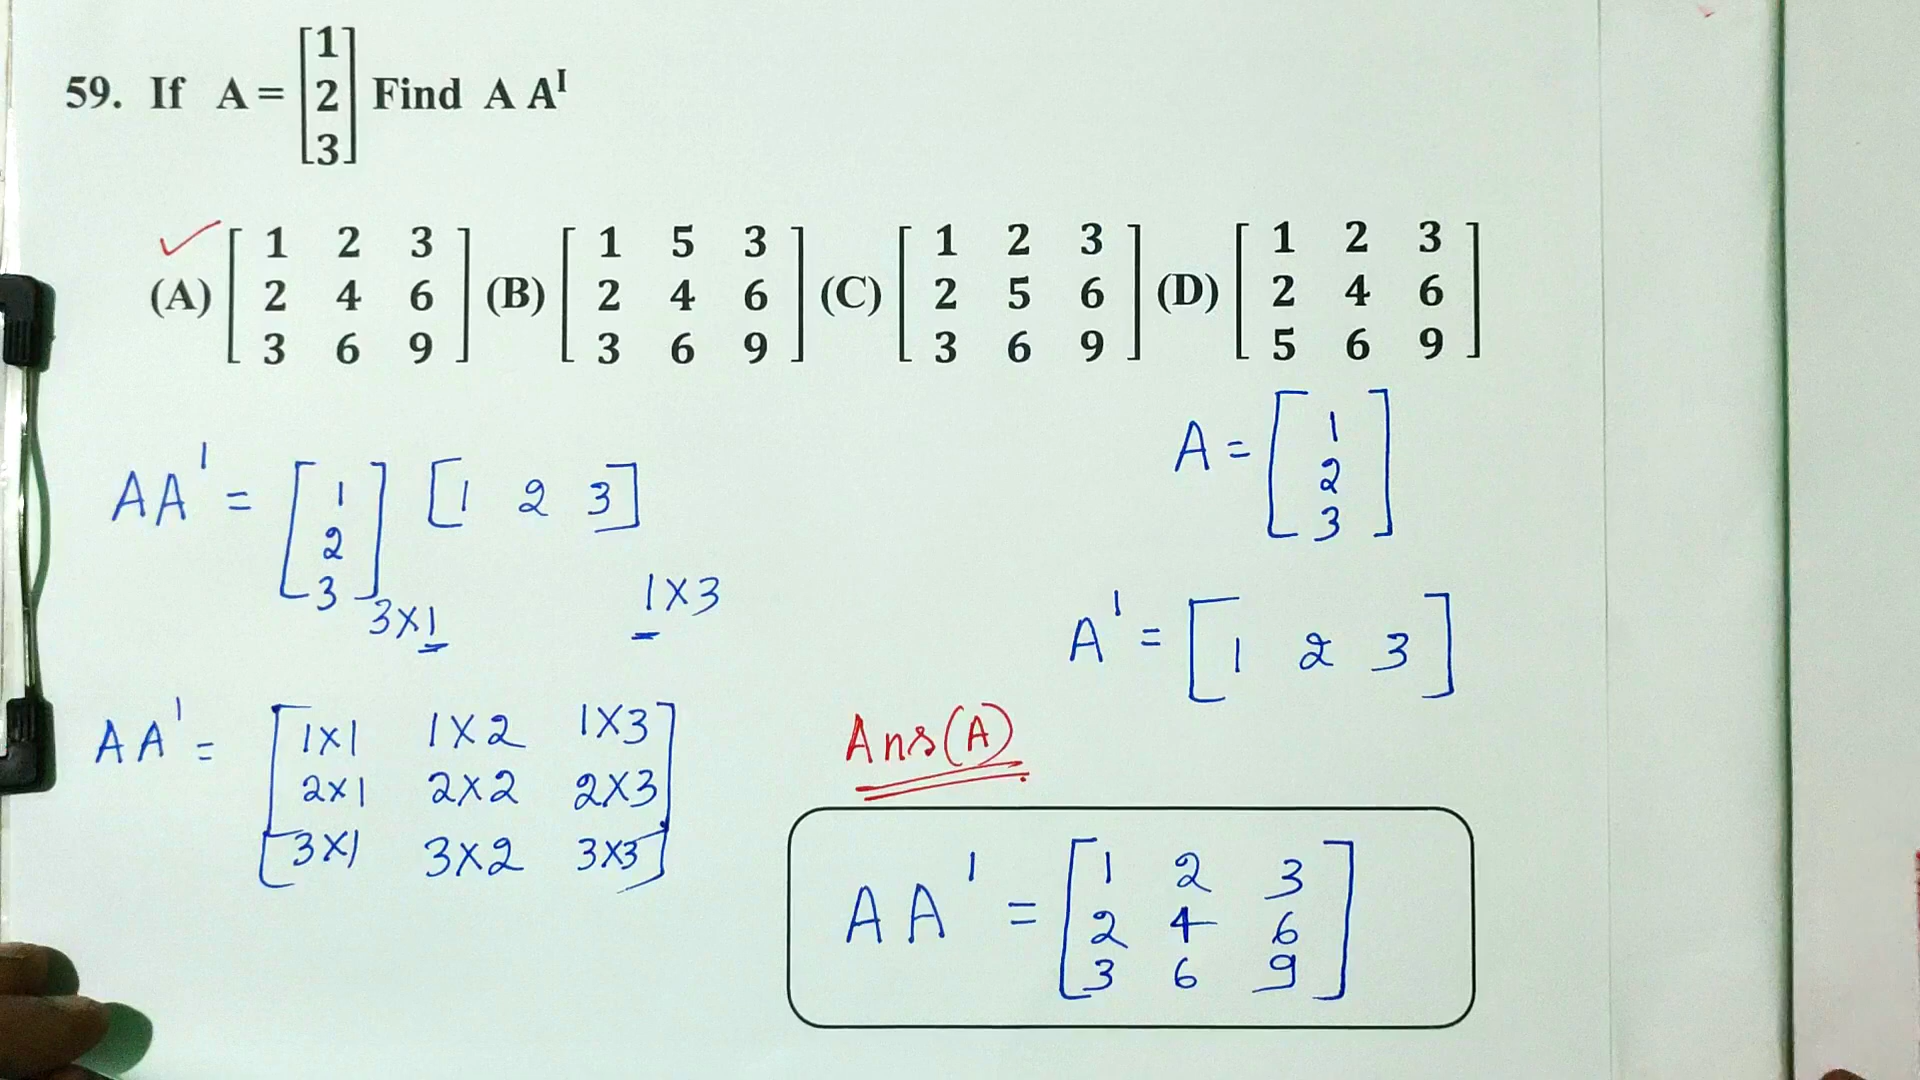 59. If A = [1 2 3] Find A A^I
(A) [1 2 3
2 4 6
3 6 9]
(B) [1 5 3
2 4 6
3 6 9]
(C) [1 2 3
2 5 6
3 6 9]
(D) [1 2 3
2 4 6
5 6 9]
A = [1
2
3]
A' = [1 2 3]
AA' = [1
2
3] [1 2 3]
3×1 1×3
AA' = [1×1 1×2 1×3
2×1 2×2 2×3
3×1 3×2 3×3]
Ans (A)
AA' = [1 2 3
2 4 6
3 6 9]